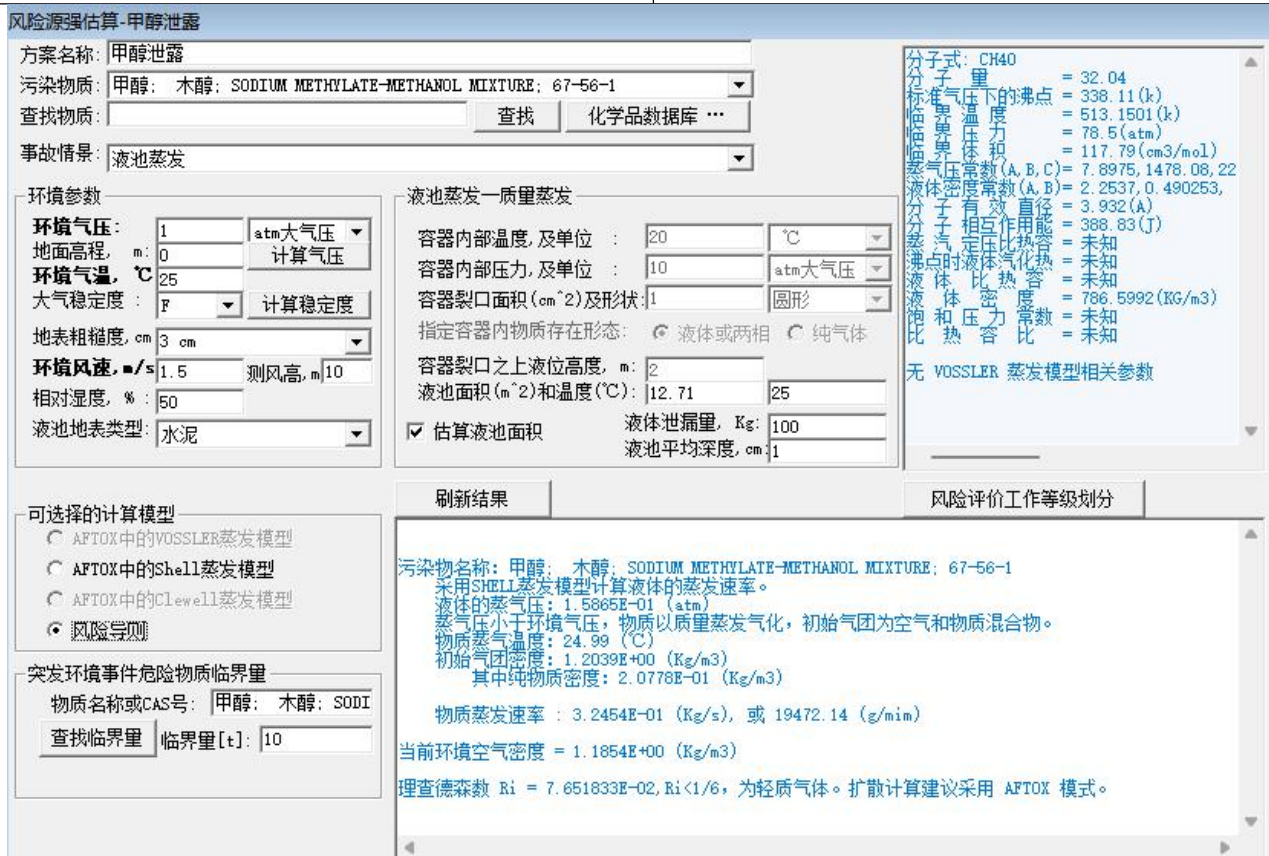 风险源强估算-甲醇泄露
方案名称: 甲醇泄露
污染物质: 甲醇; 木醇; SODIUM METHYLATE-METHANOL MIXTURE; 67-56-1
查找物质: 查找 化学品数据库 …
事故情景: 液池蒸发
环境参数
环境气压: 1 atm大气压
地面高程, m: 0 计算气压
环境气温, ℃ 25
大气稳定度 : F 计算稳定度
地表粗糙度, cm 3 cm
环境风速, m/s 1.5 测风高, m 10
相对湿度, % : 50
液池地表类型: 水泥
液池蒸发—质量蒸发
容器内部温度, 及单位 : 20 ℃
容器内部压力, 及单位 : 10 atm大气压
容器裂口面积(cm^2)及形状: 1 圆形
指定容器内物质存在形态: 液体或两相 纯气体
容器裂口之上液位高度, m: 2
液池面积(m^2)和温度(℃): 12.71 25
估算液池面积 液体泄漏量, Kg: 100
液池平均深度, cm: 1
分子式: CH4O
分 子 量 = 32.04
标准气压下的沸点 = 338.11(k)
临 界 温 度 = 513.1501(k)
临 界 压 力 = 78.5(atm)
临 界 体 积 = 117.79(cm3/mol)
蒸气压常数(A,B,C)= 7.8975,1478.08,22
液体密度常数(A,B)= 2.2537,0.490253,
分 子 有 效 直径 = 3.932(A)
分 子 相互作用能 = 388.83(J)
蒸 汽 定压比热容 = 未知
沸点时液体汽化热 = 未知
液 体 比 热 容 = 未知
液 体 密 度 = 786.5992(KG/m3)
饱 和 压 力 常数 = 未知
比 热 容 比 = 未知
无 VOSSLER 蒸发模型相关参数
可选择的计算模型
AFTOX中的VOSSLER蒸发模型
AFTOX中的Shell蒸发模型
AFTOX中的Clewell蒸发模型
风险导则
突发环境事件危险物质临界量
物质名称或CAS号: 甲醇; 木醇; SODI
查找临界量 临界量[t]: 10
刷新结果 风险评价工作等级划分
污染物名称: 甲醇; 木醇; SODIUM METHYLATE-METHANOL MIXTURE; 67-56-1
采用SHELL蒸发模型计算液体的蒸发速率。
液体的蒸气压: 1.5865E-01 (atm)
蒸气压小于环境气压, 物质以质量蒸发气化, 初始气团为空气和物质混合物。
物质蒸气温度: 24.99 (℃)
初始气团密度: 1.2039E+00 (Kg/m3)
其中纯物质密度: 2.0778E-01 (Kg/m3)
物质蒸发速率 : 3.2454E-01 (Kg/s), 或 19472.14 (g/min)
当前环境空气密度 = 1.1854E+00 (Kg/m3)
理查德森数 Ri = 7.651833E-02,Ri<1/6, 为轻质气体。扩散计算建议采用 AFTOX 模式。